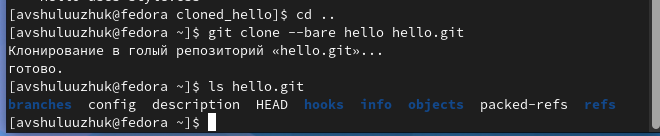 [avshuluuzhuk@fedora cloned_hello]$ cd ..
[avshuluuzhuk@fedora ~]$ git clone --bare hello hello.git
Клонирование в голый репозиторий «hello.git»...
готово.
[avshuluuzhuk@fedora ~]$ ls hello.git
branches config description HEAD hooks info objects packed-refs refs
[avshuluuzhuk@fedora ~]$